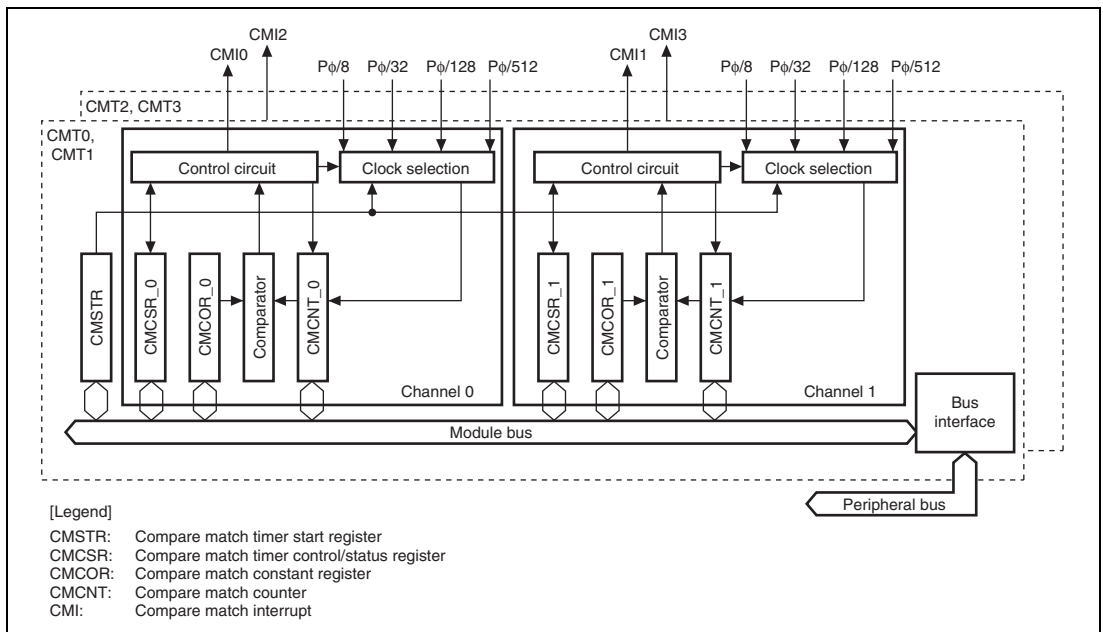 CMI2
CMI3
CMI0
CMI1
Pϕ/8 Pϕ/32 Pϕ/128 Pϕ/512
Pϕ/8 Pϕ/32 Pϕ/128 Pϕ/512
CMT2, CMT3
CMT0,
CMT1
Control circuit
Clock selection
Control circuit
Clock selection
CMSTR
CMCSR_0
CMCOR_0
Comparator
CMCNT_0
CMCSR_1
CMCOR_1
Comparator
CMCNT_1
Channel 0
Channel 1
Bus
interface
Module bus
Peripheral bus
[Legend]
CMSTR: Compare match timer start register
CMCSR: Compare match timer control/status register
CMCOR: Compare match constant register
CMCNT: Compare match counter
CMI: Compare match interrupt